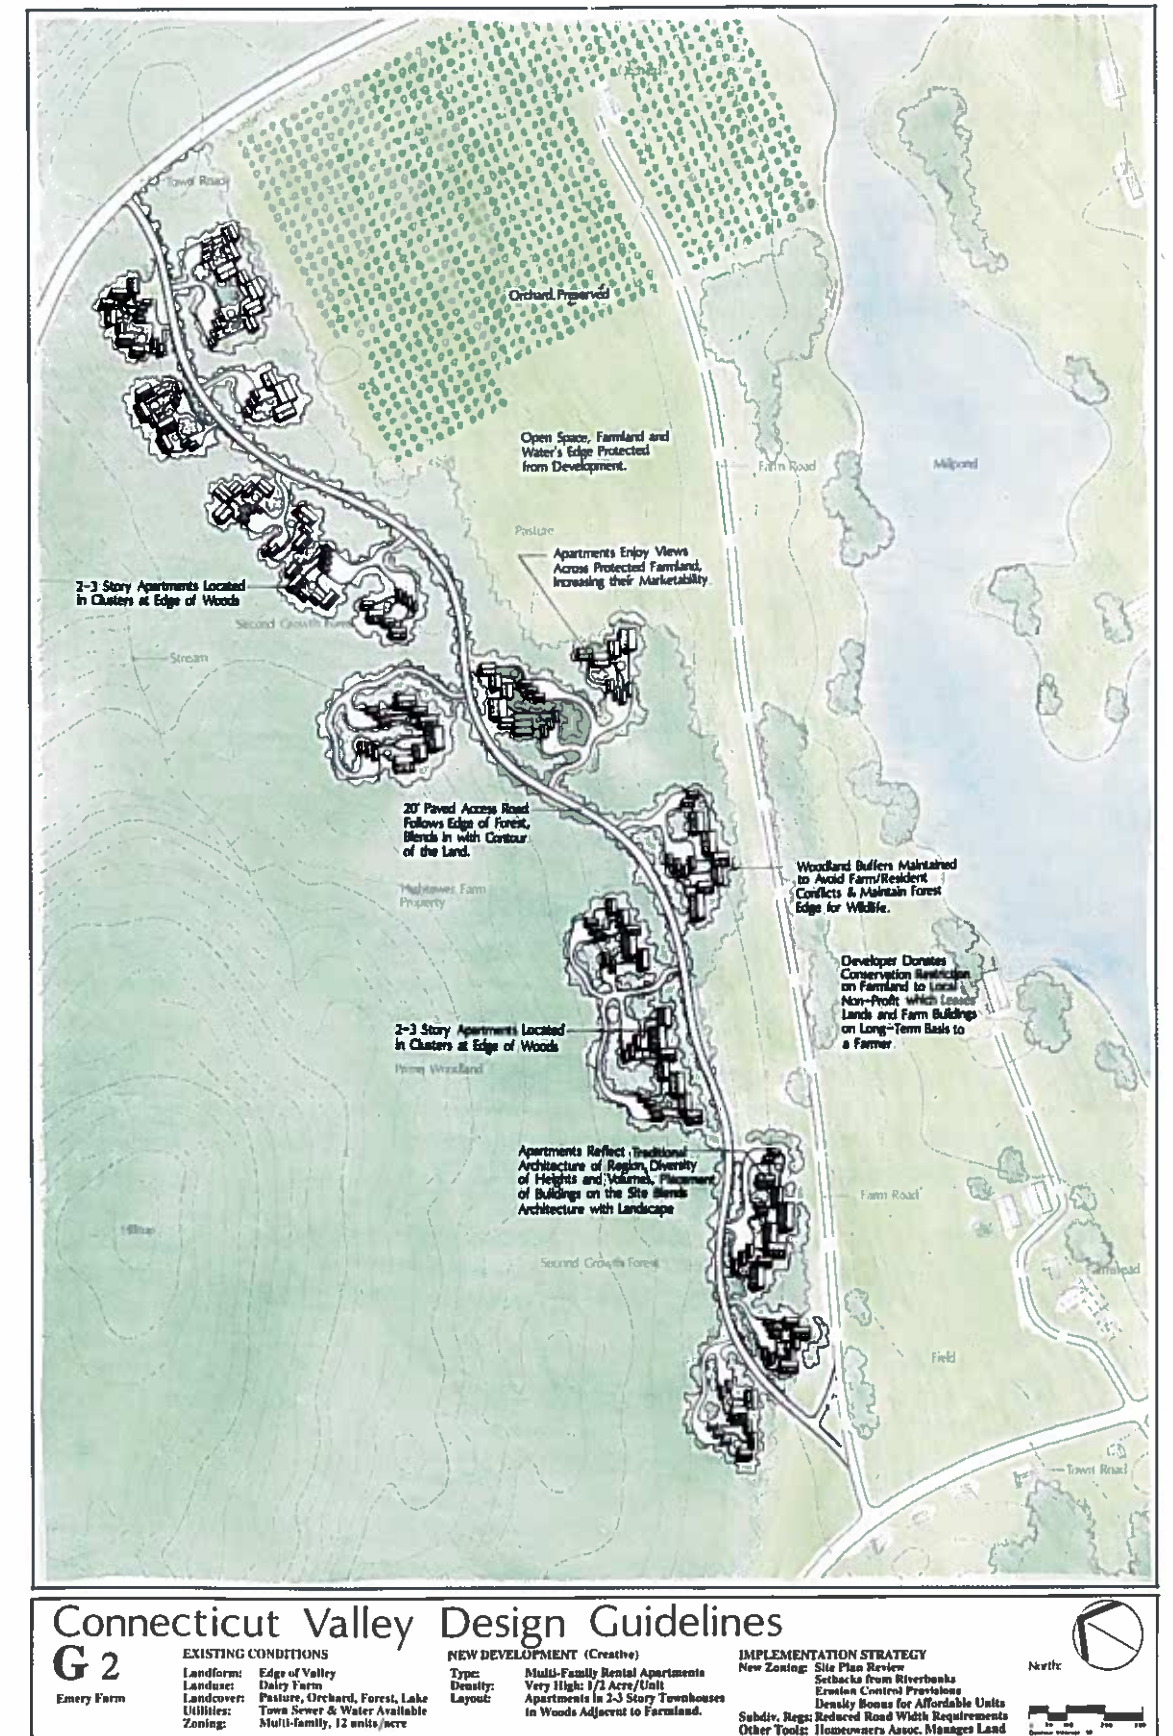 Orchard
Town Road
Orchard Preserved
Open Space, Farmland and
Water's Edge Protected
from Development.
Farm Road
Millpond
Pasture
Apartments Enjoy Views
Across Protected Farmland,
Increasing their Marketability.
2-3 Story Apartments Located
in Clusters at Edge of Woods
Second Growth Forest
Stream
20' Paved Access Road
Follows Edge of Forest,
Blends in with Contour
of the Land.
Hightower Farm
Property
Woodland Buffers Maintained
to Avoid Farm/Resident
Conflicts & Maintain Forest
Edge for Wildlife.
Developer Donates
Conservation Restriction
on Farmland to Local
Non-Profit which Leases
Lands and Farm Buildings
on Long-Term Basis to
a Farmer.
2-3 Story Apartments Located
in Clusters at Edge of Woods
Prime Woodland
Apartments Reflect Traditional
Architecture of Region, Diversity
of Heights and Volumes, Placement
of Buildings on the Site Blends
Architecture with Landscape
Farm Road
Hilltop
Second Growth Forest
Farmstead
Field
Town Road
Connecticut Valley Design Guidelines
G 2
Emery Farm
EXISTING CONDITIONS
Landform: Edge of Valley
Landuse: Dairy Farm
Landcover: Pasture, Orchard, Forest, Lake
Utilities: Town Sewer & Water Available
Zoning: Multi-family, 12 units/acre
NEW DEVELOPMENT (Creative)
Type: Multi-Family Rental Apartments
Density: Very High: 1/2 Acre/Unit
Layout: Apartments in 2-3 Story Townhouses
in Woods Adjacent to Farmland.
IMPLEMENTATION STRATEGY
New Zoning: Site Plan Review
Setbacks from Riverbanks
Erosion Control Provisions
Density Bonus for Affordable Units
Subdiv. Regs: Reduced Road Width Requirements
Other Tools: Homeowners Assoc. Manages Land
North: